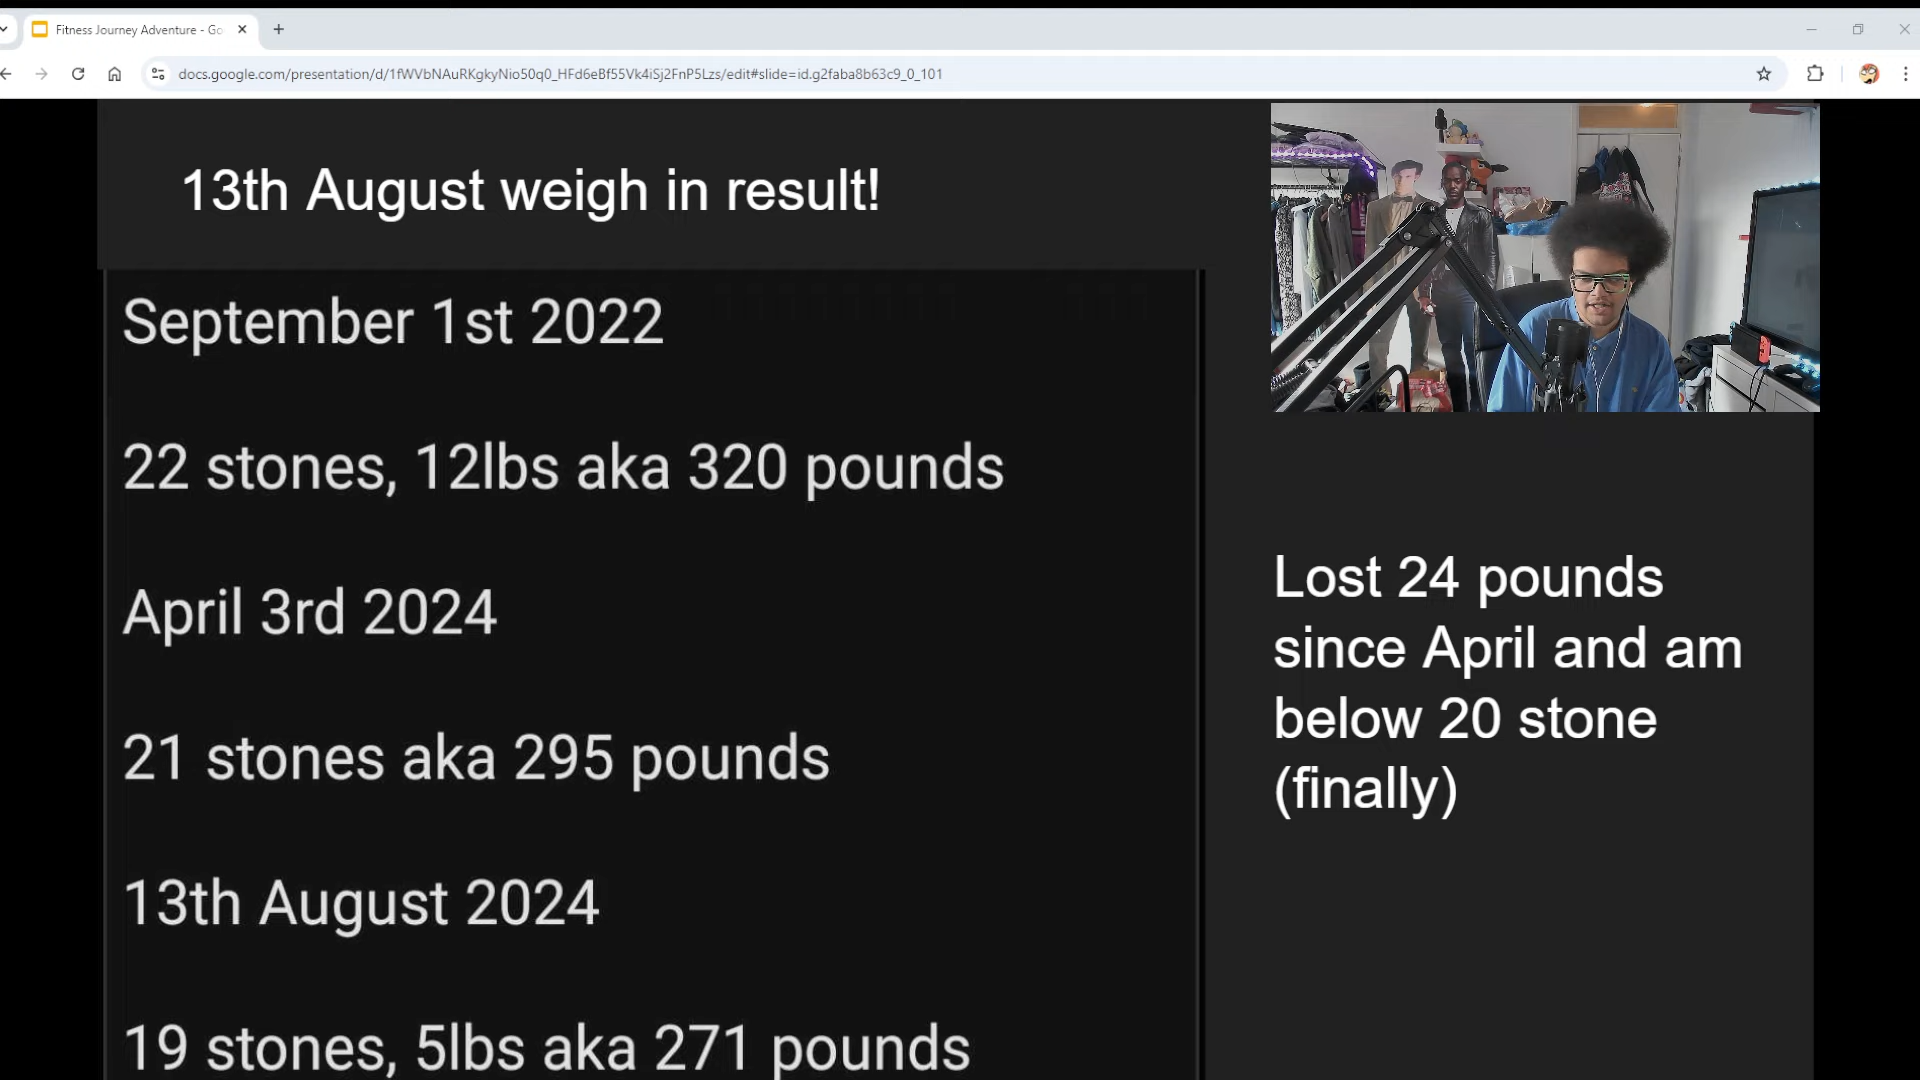 Fitness Journey Adventure - Go
docs.google.com/presentation/d/1fWVbNAuRKgkyNio50q0_HFd6eBf55Vk4iSj2FnP5Lzs/edit#slide=id.g2faba8b63c9_0_101
13th August weigh in result!
September 1st 2022
22 stones, 12lbs aka 320 pounds
April 3rd 2024
21 stones aka 295 pounds
13th August 2024
19 stones, 5lbs aka 271 pounds
Lost 24 pounds
since April and am
below 20 stone
(finally)